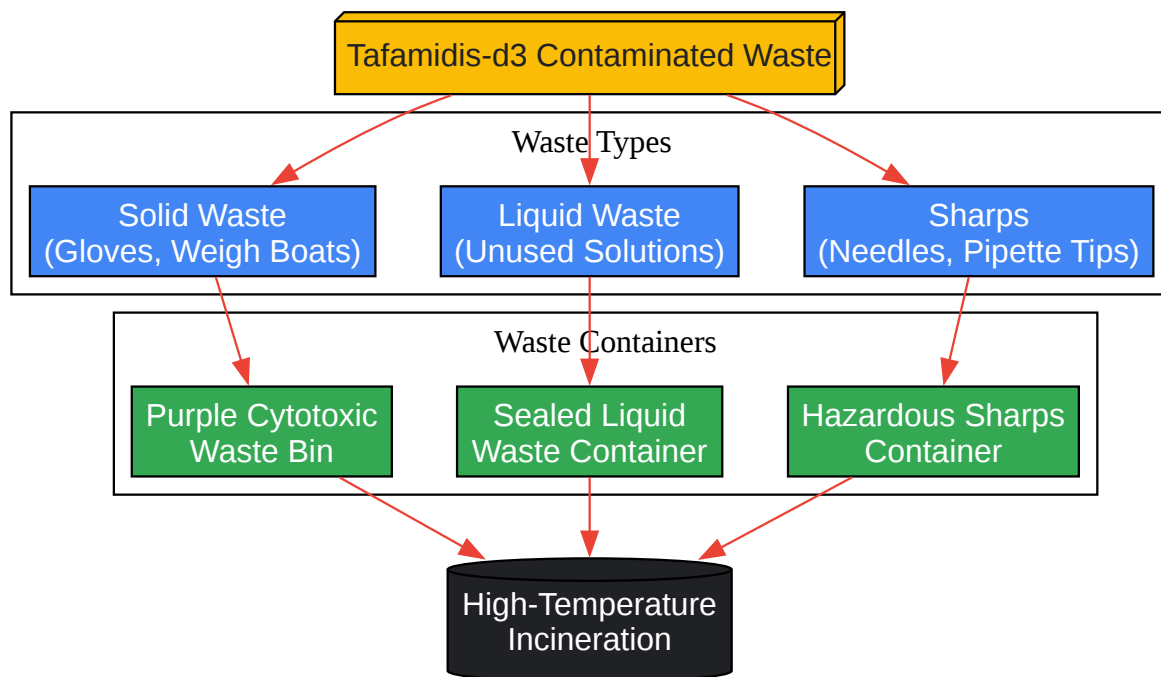 Tafamidis-d3 Contaminated Waste
Waste Types
Solid Waste
(Gloves, Weigh Boats)
Liquid Waste
(Unused Solutions)
Sharps
(Needles, Pipette Tips)
Waste Containers
Purple Cytotoxic
Waste Bin
Sealed Liquid
Waste Container
Hazardous Sharps
Container
High-Temperature
Incineration